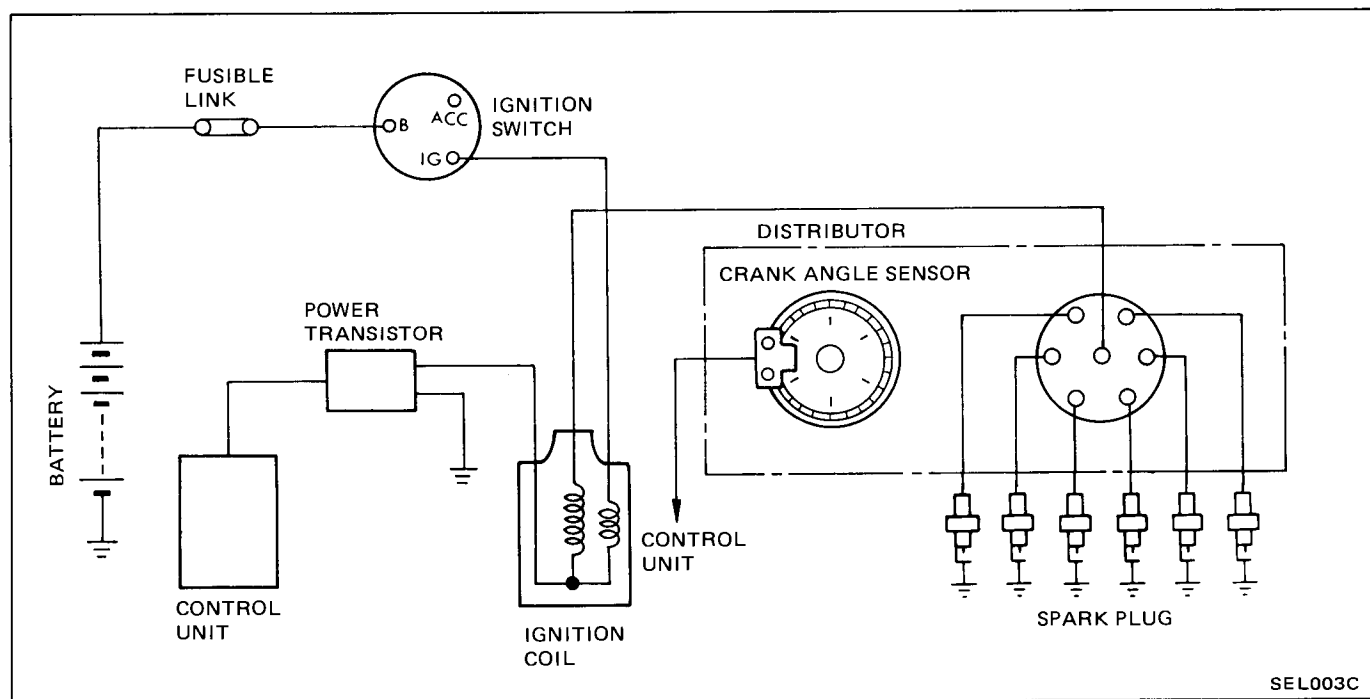 FUSIBLE
LINK
B
ACC
IG
IGNITION
SWITCH
DISTRIBUTOR
CRANK ANGLE SENSOR
POWER
TRANSISTOR
BATTERY
CONTROL
UNIT
IGNITION
COIL
CONTROL
UNIT
SPARK PLUG
SEL003C